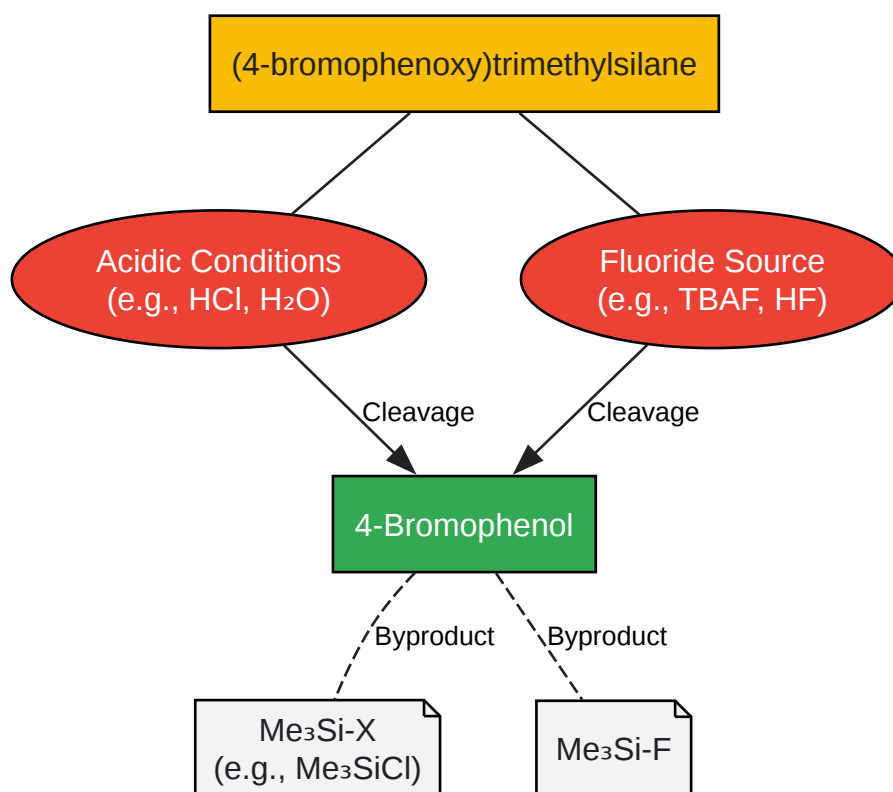 (4-bromophenoxy)trimethylsilane
Acidic Conditions
(e.g., HCl, H₂O)
Fluoride Source
(e.g., TBAF, HF)
Cleavage
Cleavage
4-Bromophenol
Byproduct
Byproduct
Me₃Si-X
(e.g., Me₃SiCl)
Me₃Si-F